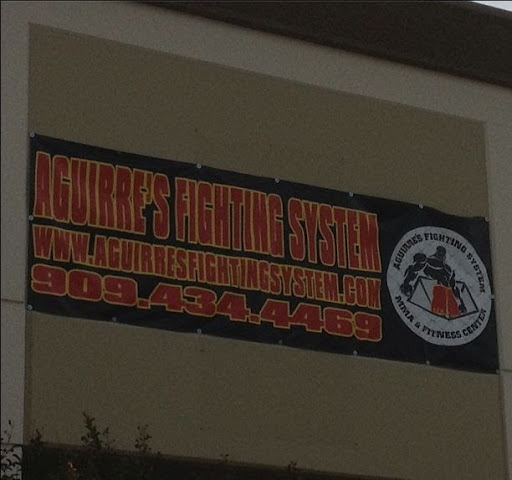 AGUIRRE'S FIGHTING SYSTEM
WWW.AGUIRRESFIGHTINGSYSTEM.COM
909.434.4469
AGUIRRE'S FIGHTING SYSTEM
MMA & FITNESS CENTER